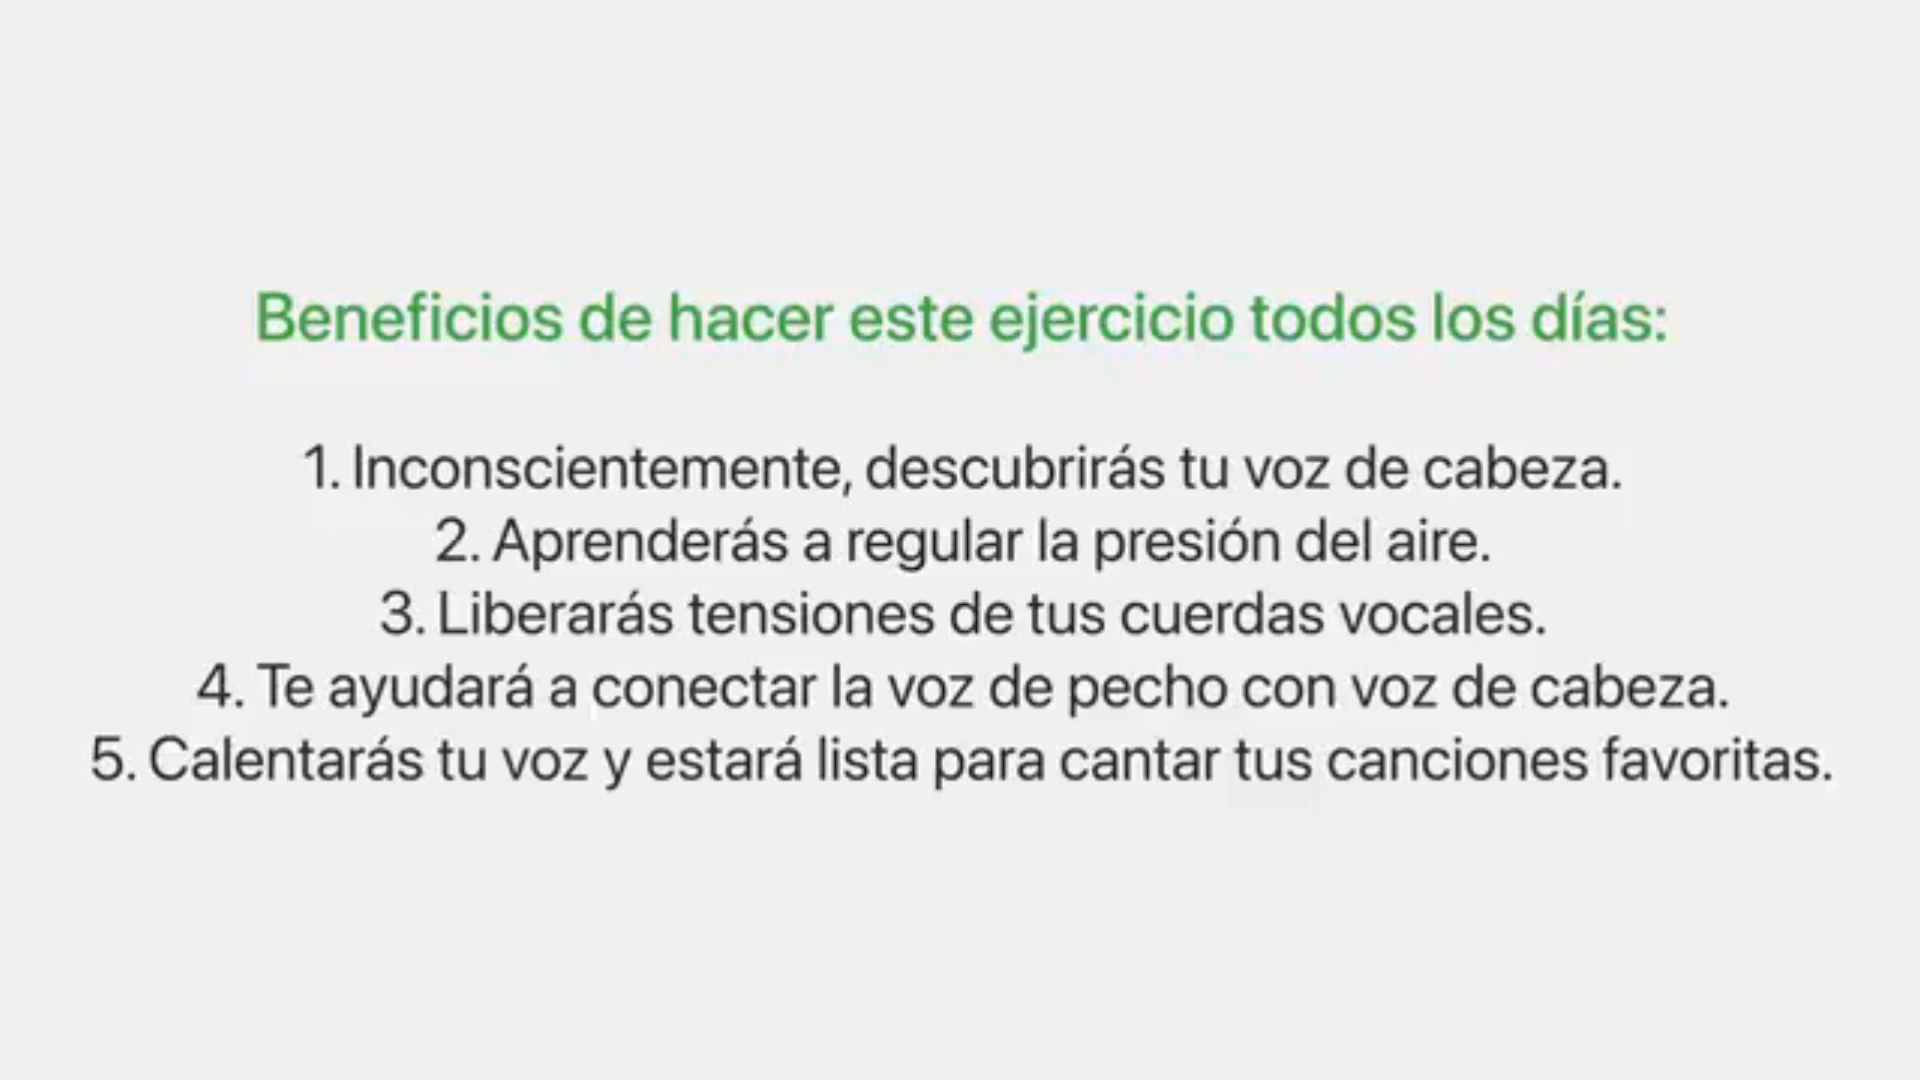 Beneficios de hacer este ejercicio todos los días:
1. Inconscientemente, descubrirás tu voz de cabeza.
2. Aprenderás a regular la presión del aire.
3. Liberarás tensiones de tus cuerdas vocales.
4. Te ayudará a conectar la voz de pecho con voz de cabeza.
5. Calentarás tu voz y estará lista para cantar tus canciones favoritas.